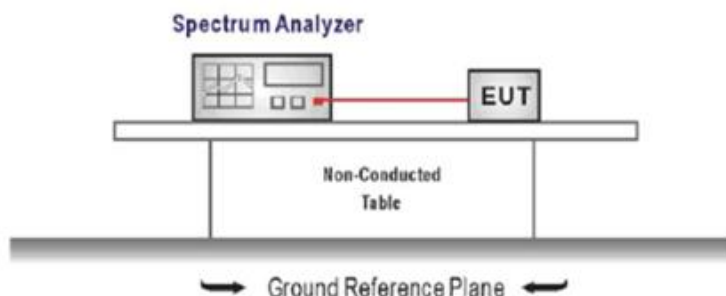 Spectrum Analyzer
EUT
Non-Conducted
Table
Ground Reference Plane